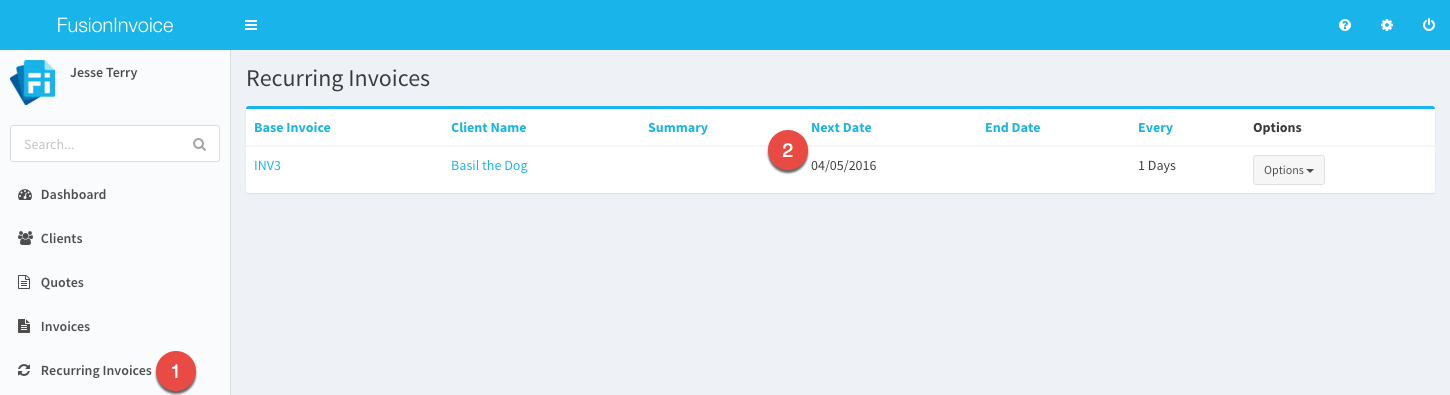 FusionInvoice
Jesse Terry
Search...
Dashboard
Clients
Quotes
Invoices
Recurring Invoices 1
Recurring Invoices
Base Invoice Client Name Summary Next Date End Date Every Options
INV3 Basil the Dog 2 04/05/2016 1 Days Options